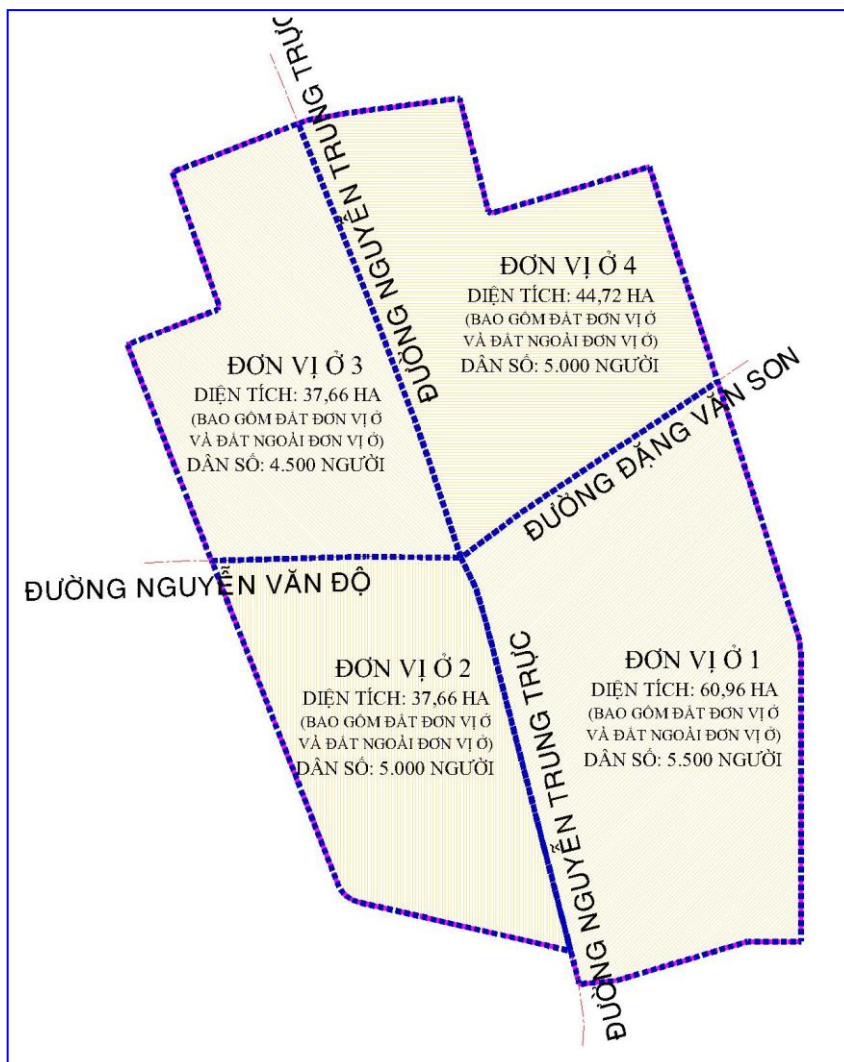 ĐƯỜNG NGUYỄN TRUNG TRỰC
ĐƠN VỊ Ở 4
DIỆN TÍCH: 44,72 HA
(BAO GỒM ĐẤT ĐƠN VỊ Ở
VÀ ĐẤT NGOÀI ĐƠN VỊ Ở)
DÂN SỐ: 5.000 NGƯỜI
ĐƠN VỊ Ở 3
DIỆN TÍCH: 37,66 HA
(BAO GỒM ĐẤT ĐƠN VỊ Ở
VÀ ĐẤT NGOÀI ĐƠN VỊ Ở)
DÂN SỐ: 4.500 NGƯỜI
ĐƯỜNG ĐẶNG VĂN SON
ĐƯỜNG NGUYỄN VĂN ĐỘ
ĐƠN VỊ Ở 2
DIỆN TÍCH: 37,66 HA
(BAO GỒM ĐẤT ĐƠN VỊ Ở
VÀ ĐẤT NGOÀI ĐƠN VỊ Ở)
DÂN SỐ: 5.000 NGƯỜI
ĐƯỜNG NGUYỄN TRUNG TRỰC
ĐƠN VỊ Ở 1
DIỆN TÍCH: 60,96 HA
(BAO GỒM ĐẤT ĐƠN VỊ Ở
VÀ ĐẤT NGOÀI ĐƠN VỊ Ở)
DÂN SỐ: 5.500 NGƯỜI